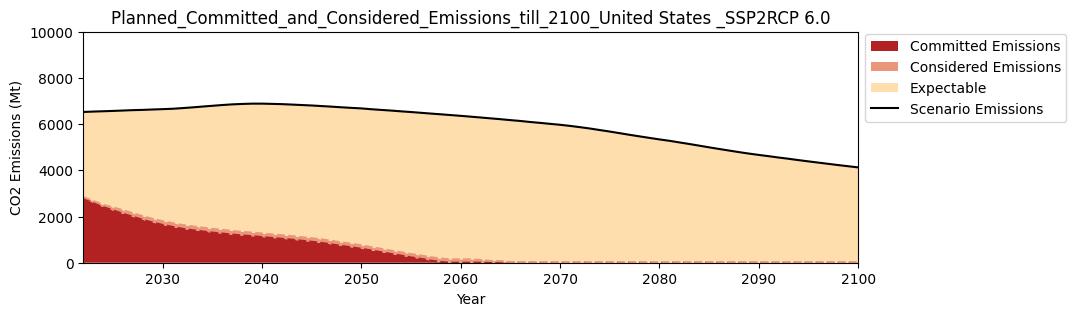 Planned_Committed_and_Considered_Emissions_till_2100_United States _SSP2RCP 6.0
CO2 Emissions (Mt)
10000
8000
6000
4000
2000
0
2030 2040 2050 2060 2070 2080 2090 2100
Year
Committed Emissions
Considered Emissions
Expectable
Scenario Emissions